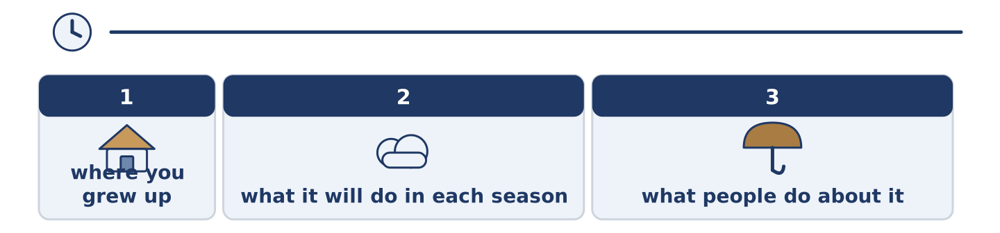 1
2
3
where you
grew up
what it will do in each season
what people do about it